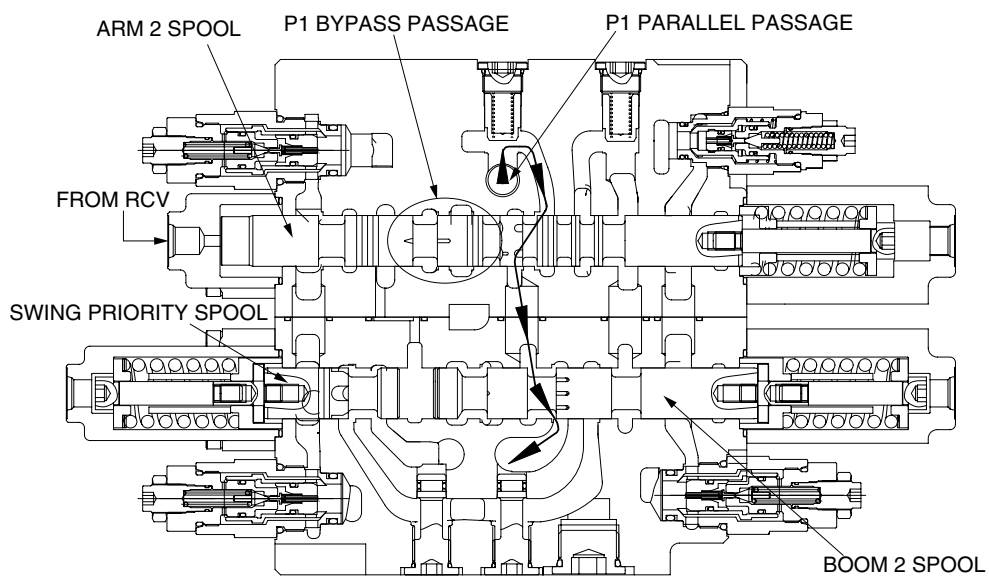 ARM 2 SPOOL
P1 BYPASS PASSAGE
P1 PARALLEL PASSAGE
FROM RCV
SWING PRIORITY SPOOL
BOOM 2 SPOOL